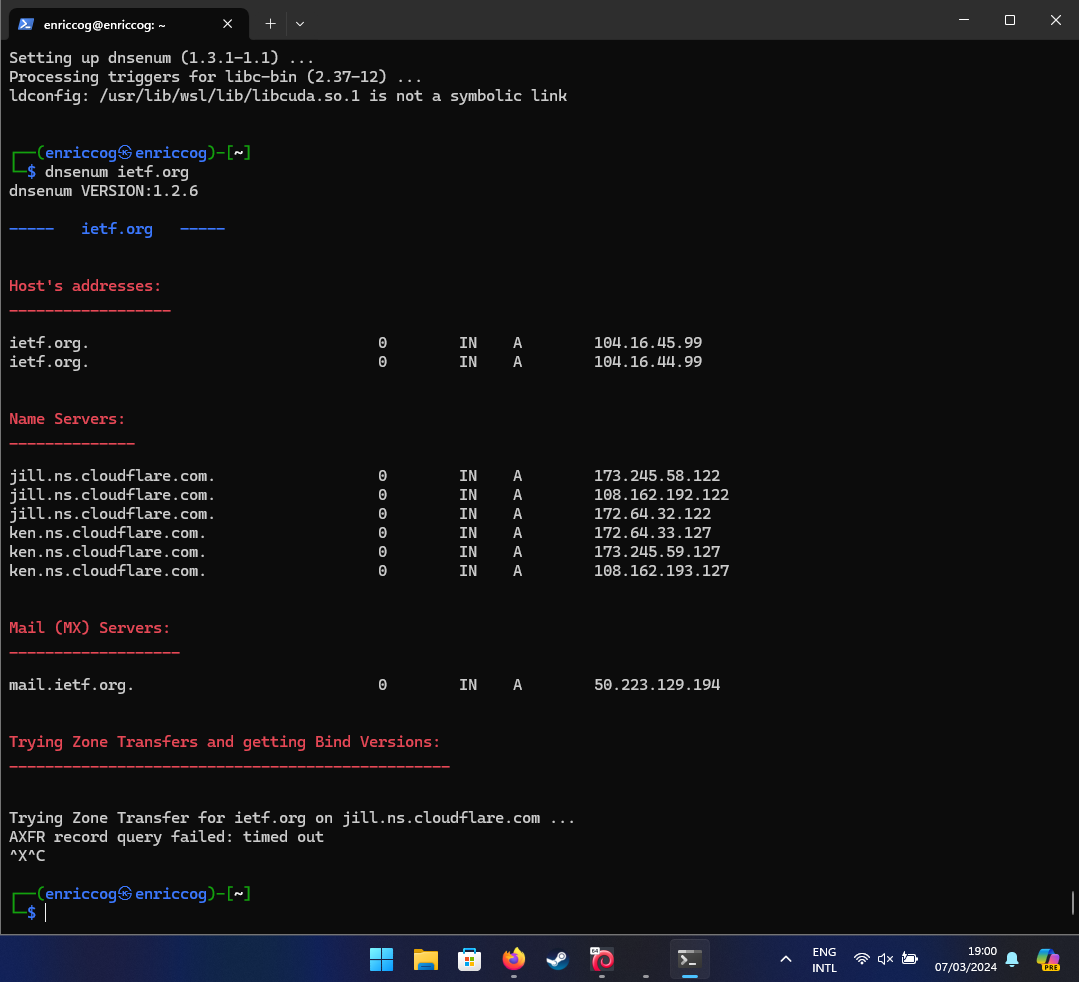 enriccog@enriccog: ~
Setting up dnsenum (1.3.1-1.1) ...
Processing triggers for libc-bin (2.37-12) ...
ldconfig: /usr/lib/wsl/lib/libcuda.so.1 is not a symbolic link
┌──(enriccog㉿enriccog)-[~]
└─$ dnsenum ietf.org
dnsenum VERSION:1.2.6
-----   ietf.org   -----
Host's addresses:
__________________
ietf.org.                                0        IN    A        104.16.45.99
ietf.org.                                0        IN    A        104.16.44.99
Name Servers:
______________
jill.ns.cloudflare.com.                  0        IN    A        173.245.58.122
jill.ns.cloudflare.com.                  0        IN    A        108.162.192.122
jill.ns.cloudflare.com.                  0        IN    A        172.64.32.122
ken.ns.cloudflare.com.                   0        IN    A        172.64.33.127
ken.ns.cloudflare.com.                   0        IN    A        173.245.59.127
ken.ns.cloudflare.com.                   0        IN    A        108.162.193.127
Mail (MX) Servers:
___________________
mail.ietf.org.                           0        IN    A        50.223.129.194
Trying Zone Transfers and getting Bind Versions:
_________________________________________________
Trying Zone Transfer for ietf.org on jill.ns.cloudflare.com ...
AXFR record query failed: timed out
^X^C
┌──(enriccog㉿enriccog)-[~]
└─$
ENG
INTL
19:00
07/03/2024
PRE
64